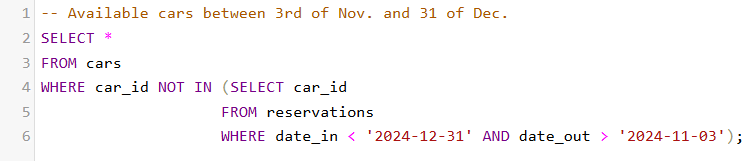 1 -- Available cars between 3rd of Nov. and 31 of Dec.
2 SELECT *
3 FROM cars
4 WHERE car_id NOT IN (SELECT car_id
5 FROM reservations
6 WHERE date_in < '2024-12-31' AND date_out > '2024-11-03');